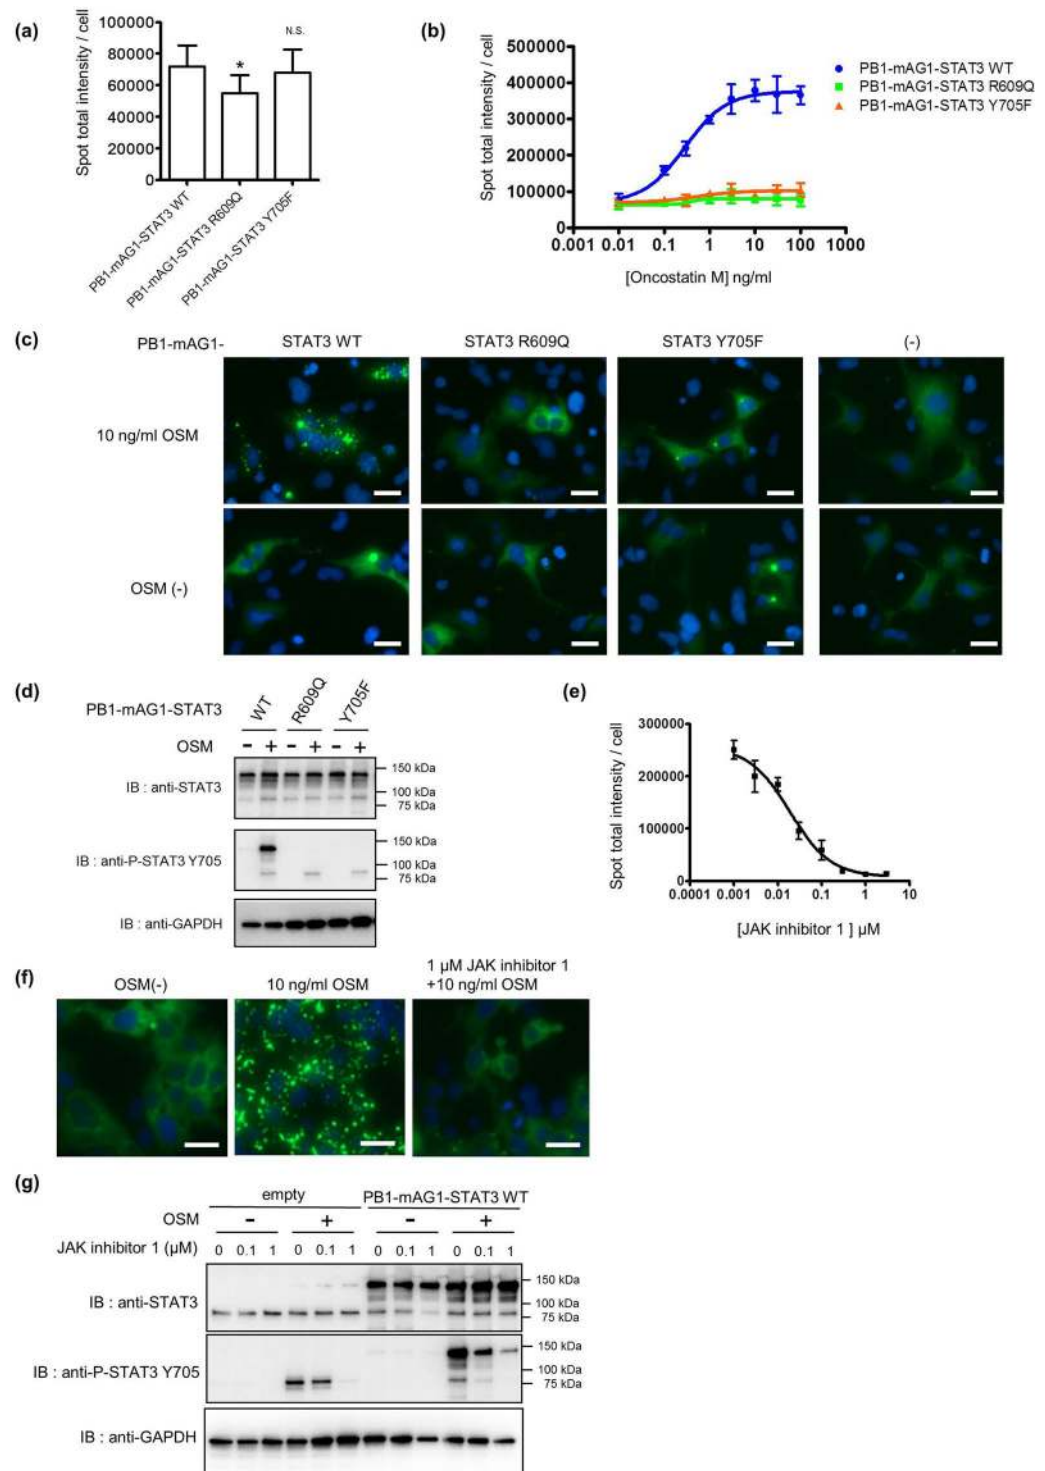 (a)
100000
80000
60000
40000
20000
0
Spot total intensity / cell
*
N.S.
PB1-mAG1-STAT3 WT
PB1-mAG1-STAT3 R609Q
PB1-mAG1-STAT3 Y705F
(b)
500000
400000
300000
200000
100000
0
Spot total intensity / cell
0.001 0.01 0.1 1 10 100 1000
[Oncostatin M] ng/ml
PB1-mAG1-STAT3 WT
PB1-mAG1-STAT3 R609Q
PB1-mAG1-STAT3 Y705F
(c)
PB1-mAG1- STAT3 WT STAT3 R609Q STAT3 Y705F (-)
10 ng/ml OSM
OSM (-)
(d)
PB1-mAG1-STAT3 WT R609Q Y705F
OSM - + - + - +
IB : anti-STAT3
150 kDa
100 kDa
75 kDa
IB : anti-P-STAT3 Y705
150 kDa
100 kDa
75 kDa
IB : anti-GAPDH
(e)
300000
200000
100000
0
Spot total intensity / cell
0.0001 0.001 0.01 0.1 1 10
[JAK inhibitor 1 ] µM
(f)
OSM(-)
10 ng/ml OSM
1 µM JAK inhibitor 1
+10 ng/ml OSM
(g)
empty PB1-mAG1-STAT3 WT
OSM - + - +
JAK inhibitor 1 (µM) 0 0.1 1 0 0.1 1 0 0.1 1 0 0.1 1
IB : anti-STAT3
150 kDa
100 kDa
75 kDa
IB : anti-P-STAT3 Y705
150 kDa
100 kDa
75 kDa
IB : anti-GAPDH